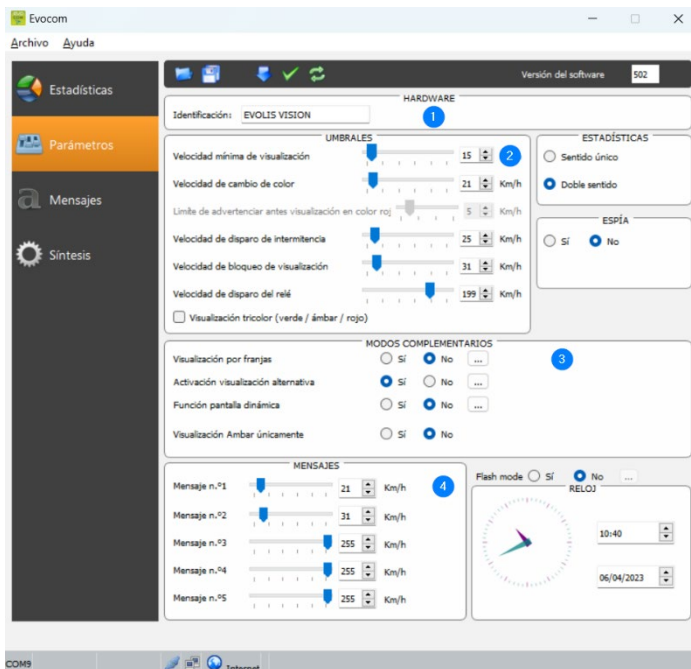 Evocom
Archivo Ayuda
Estadísticas
Parámetros
Mensajes
Síntesis
Versión del software 502
HARDWARE
Identificación: EVOLIS VISION
1
UMBRALES
Velocidad mínima de visualización 15 2
Velocidad de cambio de color 21 Km/h
Limite de advertenciar antes visualización en color roj 5 Km/h
Velocidad de disparo de intermitencia 25 Km/h
Velocidad de bloqueo de visualización 31 Km/h
Velocidad de disparo del relé 199 Km/h
Visualización tricolor (verde / ámbar / rojo)
ESTADÍSTICAS
Sentido único
Doble sentido
ESPÍA
Sí No
MODOS COMPLEMENTARIOS
3
Visualización por franjas Sí No ...
Activación visualización alternativa Sí No ...
Función pantalla dinámica Sí No ...
Visualización Ambar únicamente Sí No
MENSAJES
Mensaje n.º1 21 Km/h 4
Mensaje n.º2 31 Km/h
Mensaje n.º3 255 Km/h
Mensaje n.º4 255 Km/h
Mensaje n.º5 255 Km/h
Flash mode Sí No ...
RELOJ
10:40
06/04/2023
COM9
Internet